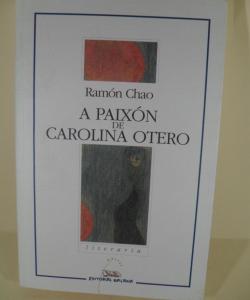 Ramón Chao
A PAIXÓN
DE
CAROLINA OTERO
literaria
EDITORIAL GALAXIA